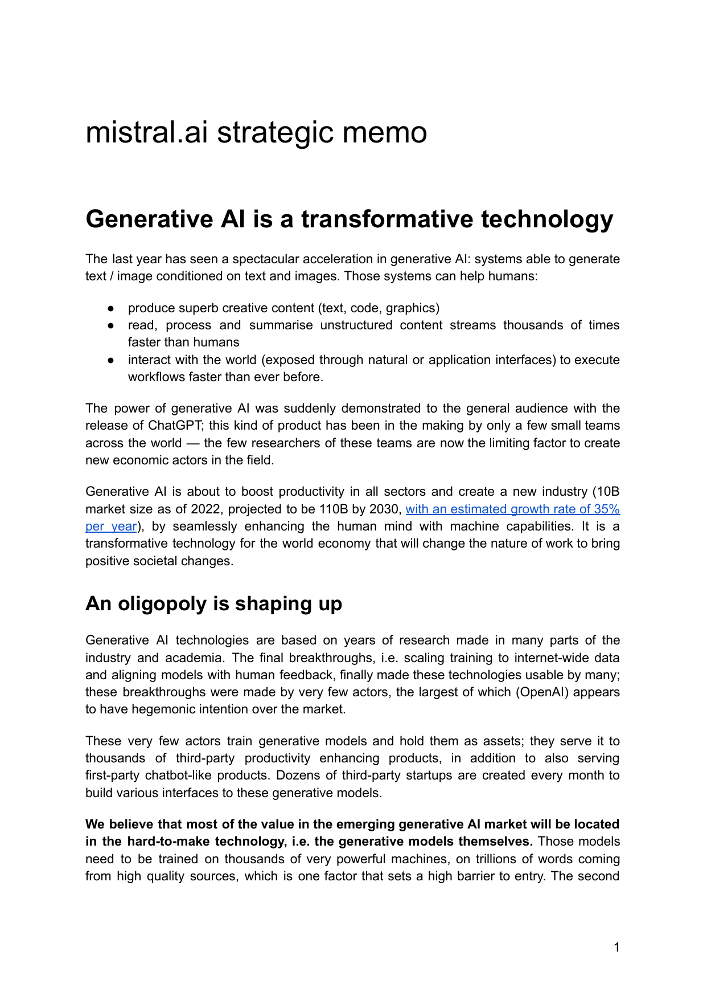 mistral.ai strategic memo
Generative AI is a transformative technology
The last year has seen a spectacular acceleration in generative AI: systems able to generate
text / image conditioned on text and images. Those systems can help humans:
● produce superb creative content (text, code, graphics)
● read, process and summarise unstructured content streams thousands of times
faster than humans
● interact with the world (exposed through natural or application interfaces) to execute
workflows faster than ever before.
The power of generative AI was suddenly demonstrated to the general audience with the
release of ChatGPT; this kind of product has been in the making by only a few small teams
across the world — the few researchers of these teams are now the limiting factor to create
new economic actors in the field.
Generative AI is about to boost productivity in all sectors and create a new industry (10B
market size as of 2022, projected to be 110B by 2030, with an estimated growth rate of 35%
per year), by seamlessly enhancing the human mind with machine capabilities. It is a
transformative technology for the world economy that will change the nature of work to bring
positive societal changes.
An oligopoly is shaping up
Generative AI technologies are based on years of research made in many parts of the
industry and academia. The final breakthroughs, i.e. scaling training to internet-wide data
and aligning models with human feedback, finally made these technologies usable by many;
these breakthroughs were made by very few actors, the largest of which (OpenAI) appears
to have hegemonic intention over the market.
These very few actors train generative models and hold them as assets; they serve it to
thousands of third-party productivity enhancing products, in addition to also serving
first-party chatbot-like products. Dozens of third-party startups are created every month to
build various interfaces to these generative models.
We believe that most of the value in the emerging generative AI market will be located
in the hard-to-make technology, i.e. the generative models themselves. Those models
need to be trained on thousands of very powerful machines, on trillions of words coming
from high quality sources, which is one factor that sets a high barrier to entry. The second
1